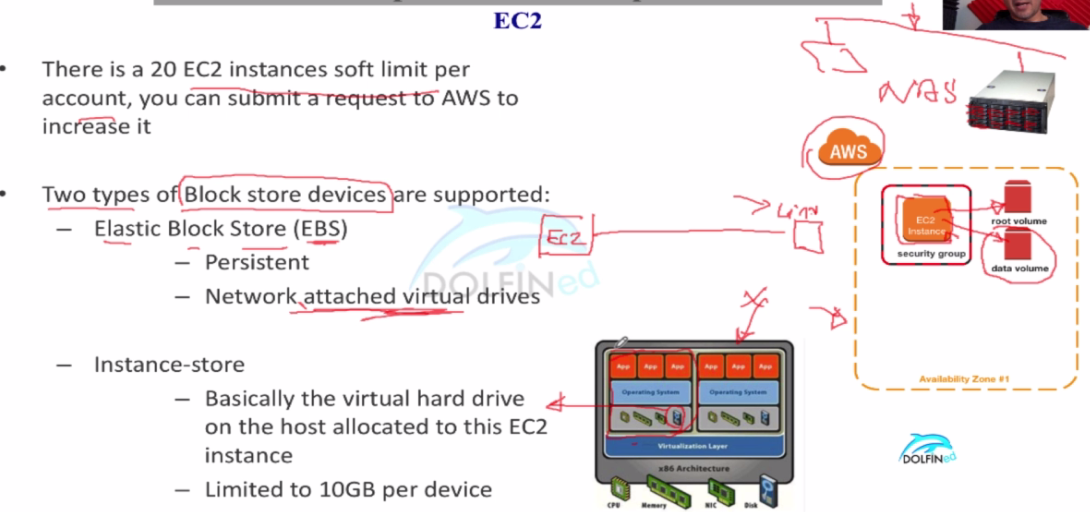 EC2
• There is a 20 EC2 instances soft limit per
account, you can submit a request to AWS to
increase it
• Two types of Block store devices are supported:
– Elastic Block Store (EBS)
– Persistent
– Network attached virtual drives
– Instance-store
– Basically the virtual hard drive
on the host allocated to this EC2
instance
– Limited to 10GB per device
DOLFINed
EC2
NAS
AWS
EC2
Instance
security group
root volume
data volume
Availability Zone #1
App App App App App App
Operating System Operating System
Virtualization Layer
x86 Architecture
CPU Memory NIC Disk
DOLFINed